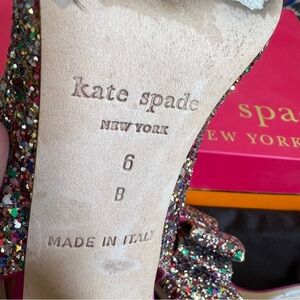 kate spade
NEW YORK
6
B
MADE IN ITALY
spa
EW YORK